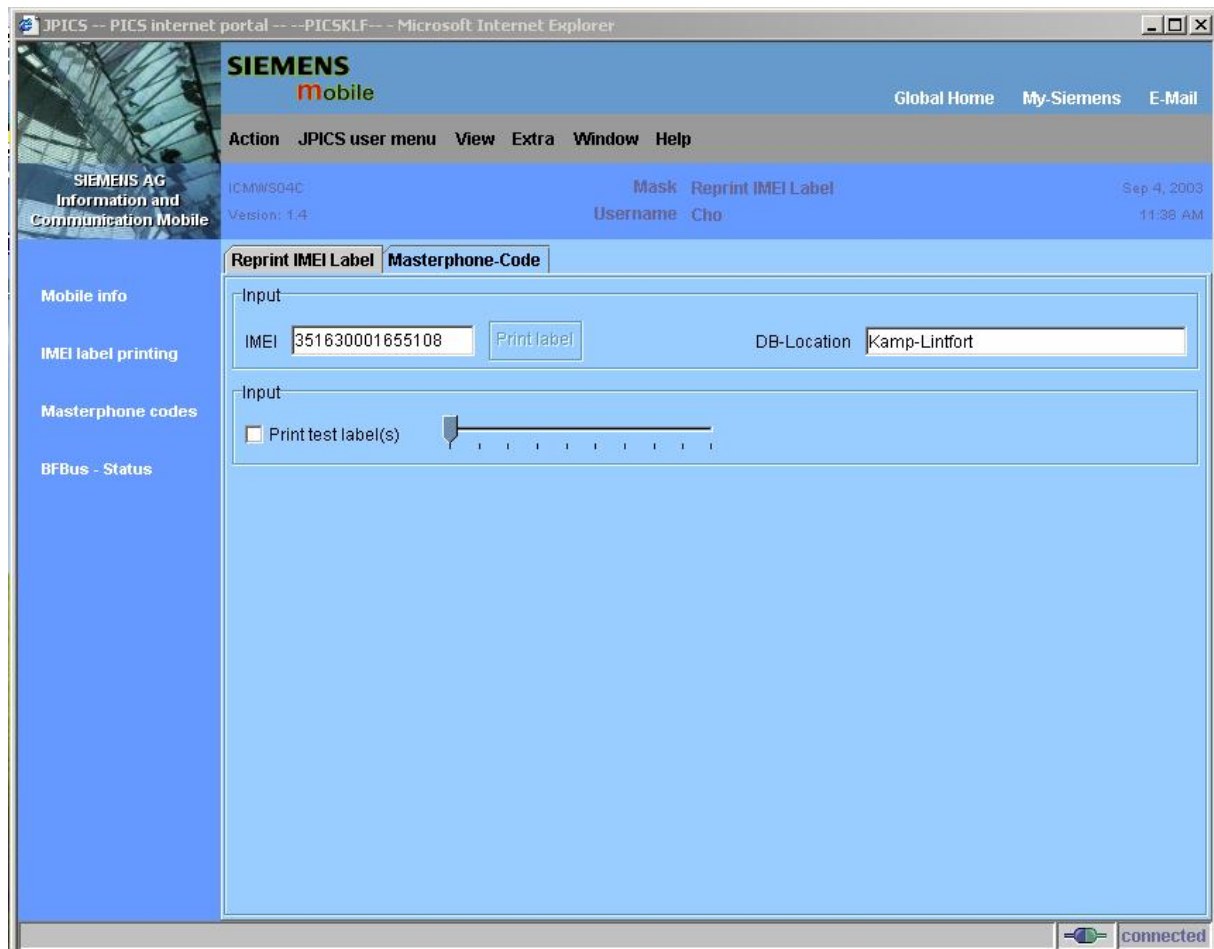 JPICS -- PICS internet portal -- --PICSKLF-- - Microsoft Internet Explorer
SIEMENS
mobile
Global Home My-Siemens E-Mail
Action JPICS user menu View Extra Window Help
SIEMENS AG
Information and
Communication Mobile
ICMWS04C Mask Reprint IMEI Label Sep 4, 2003
Version: 1.4 Username Cho 11:38 AM
Reprint IMEI Label Masterphone-Code
Mobile info
IMEI label printing
Masterphone codes
BFBus - Status
Input
IMEI 351630001655108 Print label DB-Location Kamp-Lintfort
Input
Print test label(s)
connected